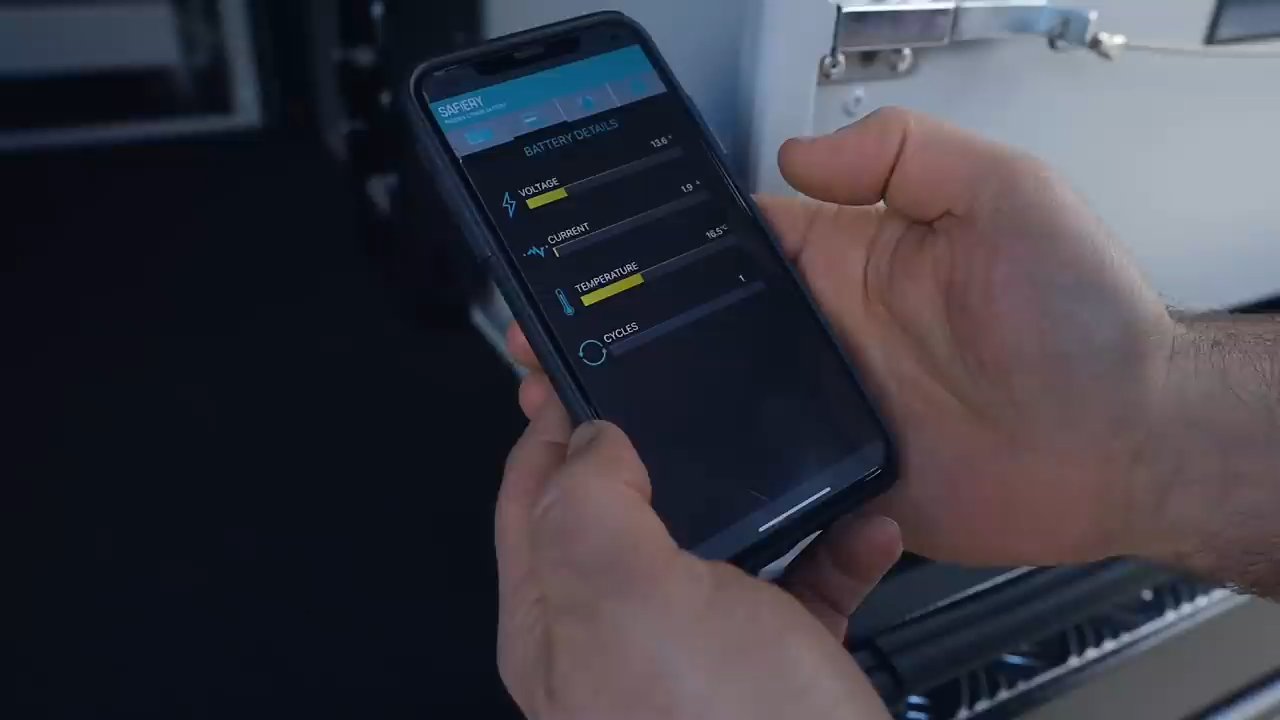 SAFIERY
BATTERY DETAILS
VOLTAGE
13.6 ᵛ
CURRENT
1.9 ᴬ
TEMPERATURE
16.5°C
CYCLES
1